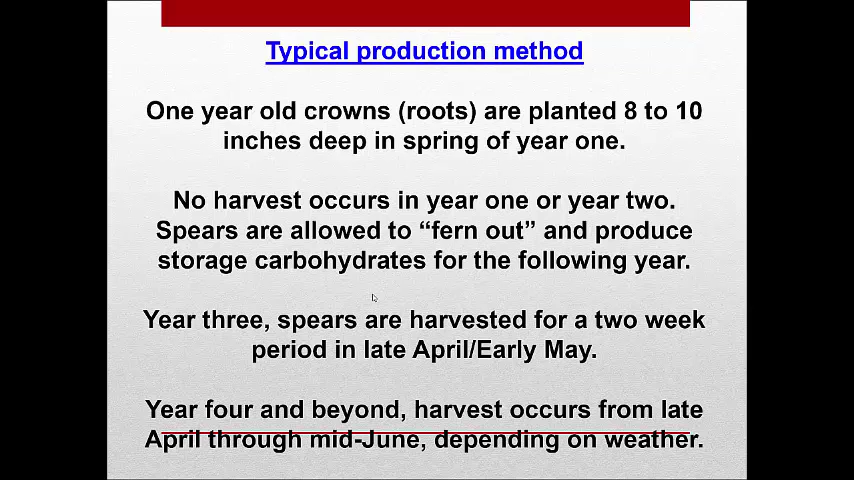 Typical production method
One year old crowns (roots) are planted 8 to 10
inches deep in spring of year one.
No harvest occurs in year one or year two.
Spears are allowed to “fern out” and produce
storage carbohydrates for the following year.
Year three, spears are harvested for a two week
period in late April/Early May.
Year four and beyond, harvest occurs from late
April through mid-June, depending on weather.